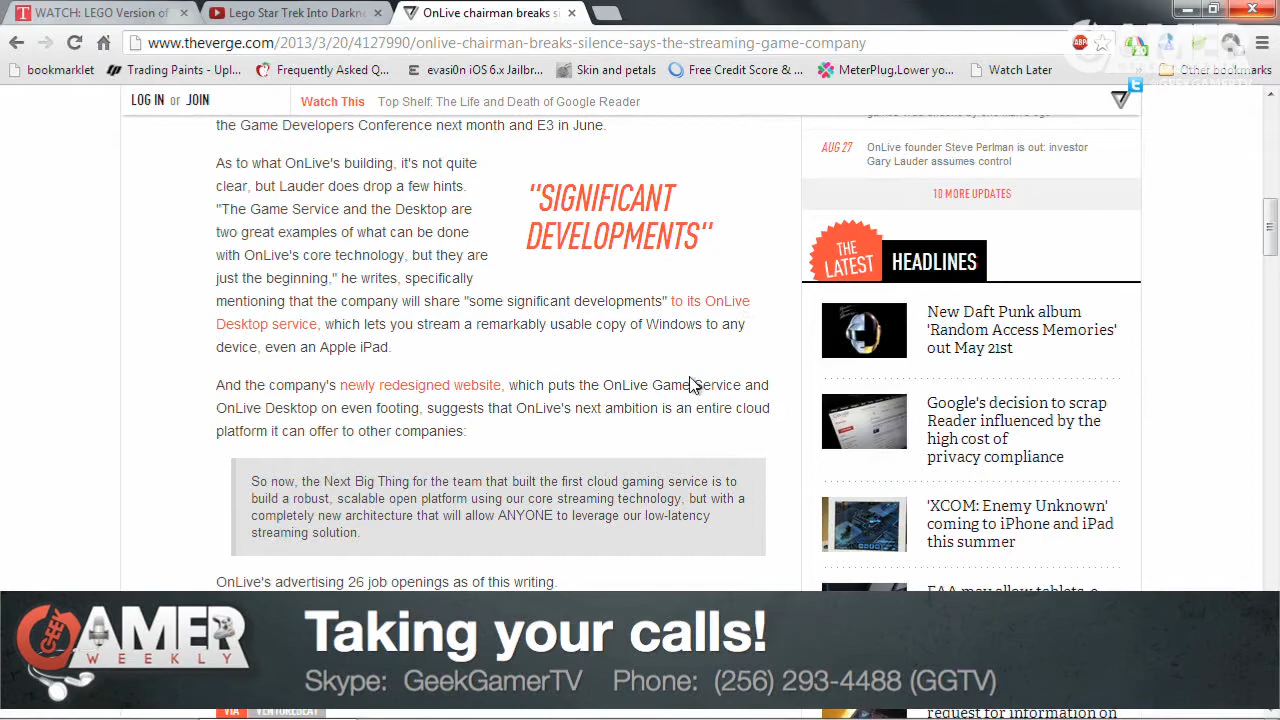 WATCH: LEGO Version of
Lego Star Trek Into Darkn
OnLive chairman breaks si
www.theverge.com/2013/3/20/4127990/onlive-chairman-breaks-silence-says-the-streaming-game-company
bookmarklet
Trading Paints - Upl...
Frequently Asked Q...
evasi0n iOS 6.x Jailbr...
Skin and petals
Free Credit Score & ...
MeterPlug.Lower yo...
Watch Later
Other bookmarks
@GEEKGAMERTV
LOG IN or JOIN
Watch This Top Shelf: The Life and Death of Google Reader
the Game Developers Conference next month and E3 in June.
As to what OnLive's building, it's not quite
clear, but Lauder does drop a few hints.
"The Game Service and the Desktop are
two great examples of what can be done
with OnLive's core technology, but they are
just the beginning," he writes, specifically
mentioning that the company will share "some significant developments" to its OnLive
Desktop service, which lets you stream a remarkably usable copy of Windows to any
device, even an Apple iPad.
"SIGNIFICANT
DEVELOPMENTS"
And the company's newly redesigned website, which puts the OnLive Game Service and
OnLive Desktop on even footing, suggests that OnLive's next ambition is an entire cloud
platform it can offer to other companies:
So now, the Next Big Thing for the team that built the first cloud gaming service is to
build a robust, scalable open platform using our core streaming technology, but with a
completely new architecture that will allow ANYONE to leverage our low-latency
streaming solution.
OnLive's advertising 26 job openings as of this writing.
AUG 27
OnLive founder Steve Perlman is out: investor
Gary Lauder assumes control
10 MORE UPDATES
THE
LATEST
HEADLINES
New Daft Punk album
'Random Access Memories'
out May 21st
Google's decision to scrap
Reader influenced by the
high cost of
privacy compliance
'XCOM: Enemy Unknown'
coming to iPhone and iPad
this summer
FAA may allow tablets, e-
request for information on
GEEK
GAMER
WEEKLY
Taking your calls!
Skype: GeekGamerTV Phone: (256) 293-4488 (GGTV)
VIA VENTUREBEAT